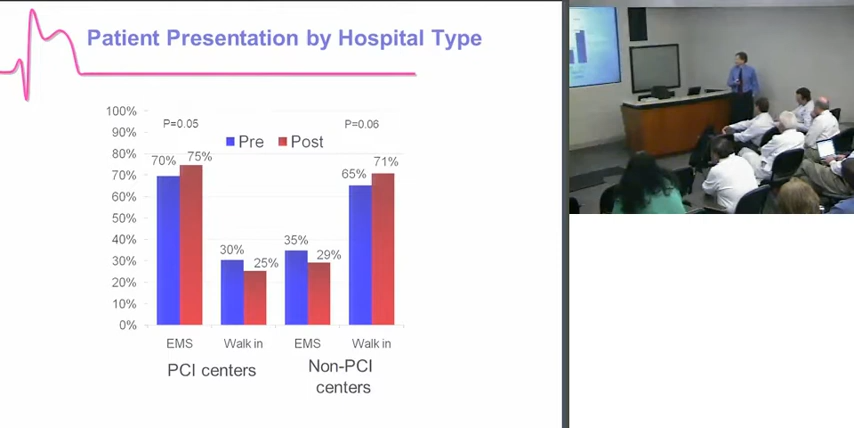 Patient Presentation by Hospital Type
100%
90%
80%
70%
60%
50%
40%
30%
20%
10%
0%
P=0.05
P=0.06
Pre
Post
70%
75%
30%
25%
35%
29%
65%
71%
EMS
Walk in
EMS
Walk in
PCI centers
Non-PCI
centers